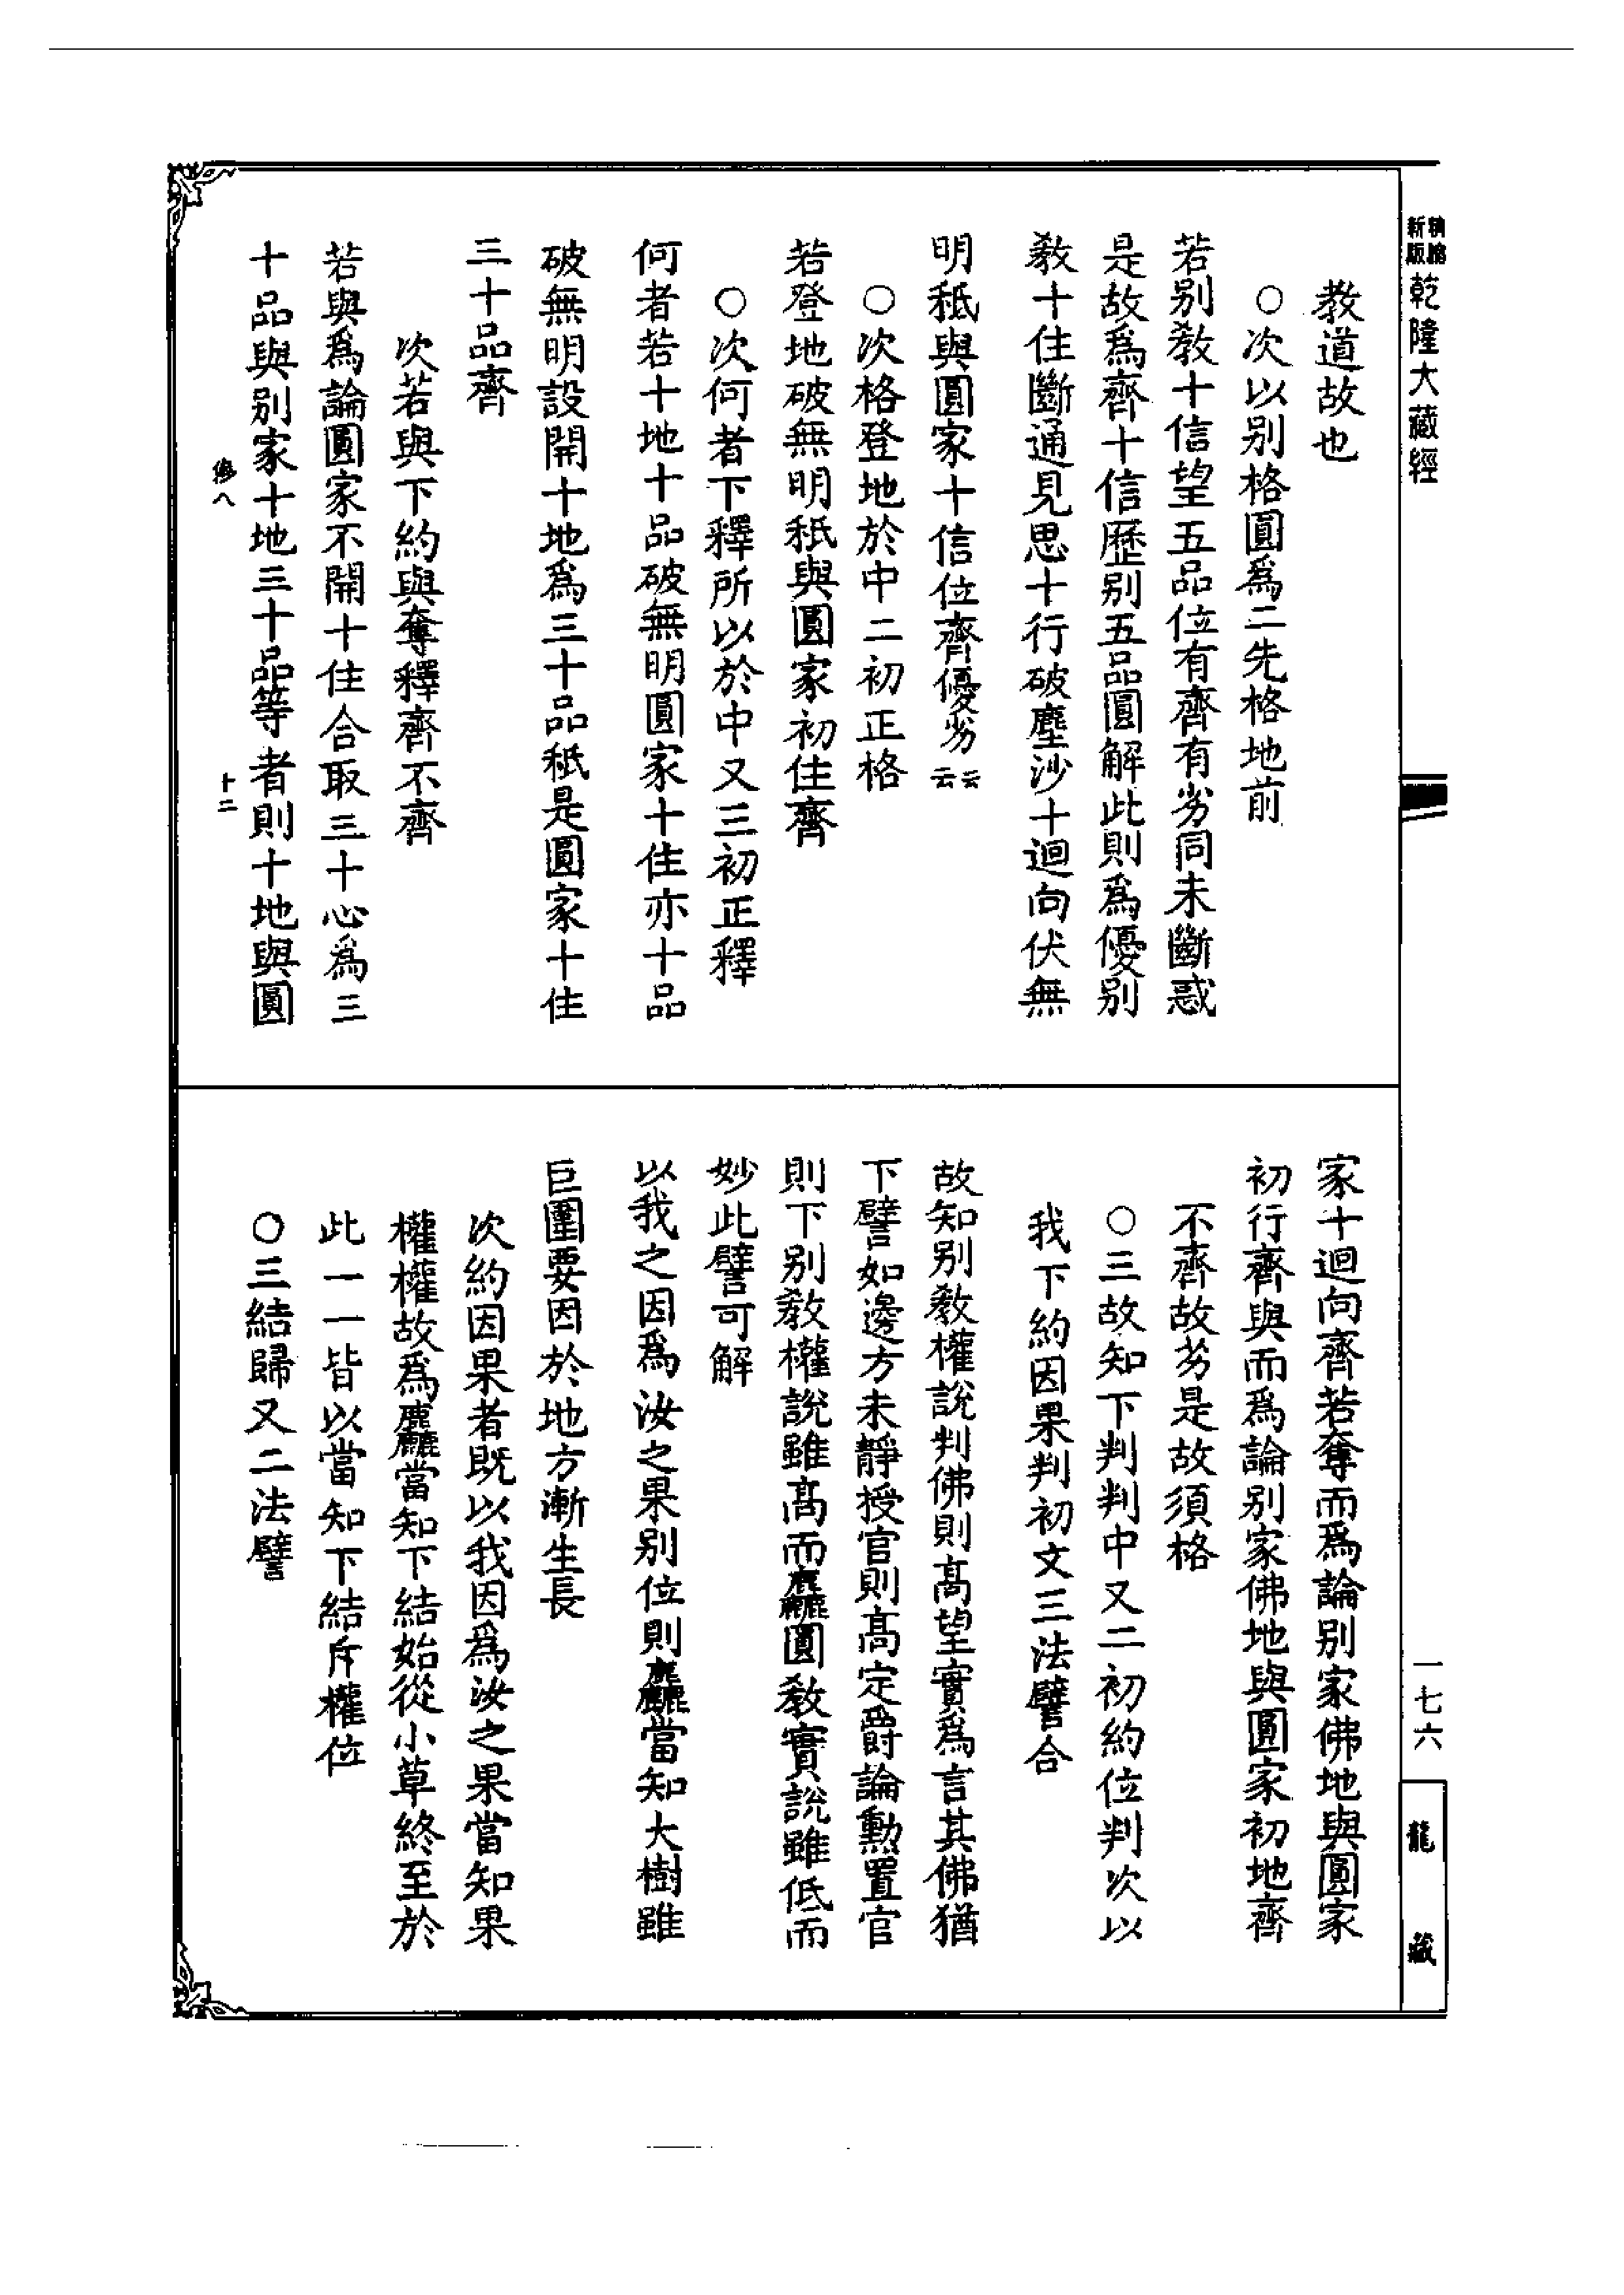 新版精縮
乾隆大藏經
教道故也
○次以別格圓爲二先格地前
若別敎十信望五品位有齊有劣同未斷惑
是故爲齊十信歷別五品圓解此則爲優別
敎十住斷通見思十行破塵沙十迴向伏無
明秖與圓家十信位齊優劣云云
○次格登地於中二初正格
若登地破無明秖與圓家初住齊
○次何者下釋所以於中又三初正釋
何者若十地十品破無明圓家十住亦十品
破無明設開十地爲三十品秖是圓家十住
三十品齊
次若與下約與奪釋齊不齊
若與爲論圓家不開十住合取三十心爲三
十品與別家十地三十品等者則十地與圓
十二
家十迴向齊若奪而爲論別家佛地與圓家
初行齊與而爲論別家佛地與圓家初地齊
不齊故劣是故須格
○三故知下判判中又二初約位判次以
我下約因果判初文三法譬合
故知別敎權說判佛則高望實爲言其佛猶
下譬如邊方未靜授官則高定爵論勳置官
則下別敎權說雖高而麤圓敎實說雖低而
妙此譬可解
以我之因爲汝之果別位則麤當知大樹雖
巨圍要因於地方漸生長
次約因果者旣以我因爲汝之果當知果
權權故爲麤當知下結始從小草終至於
此一一皆以當知下結斥權位
○三結歸又二法譬
一七六
龍藏